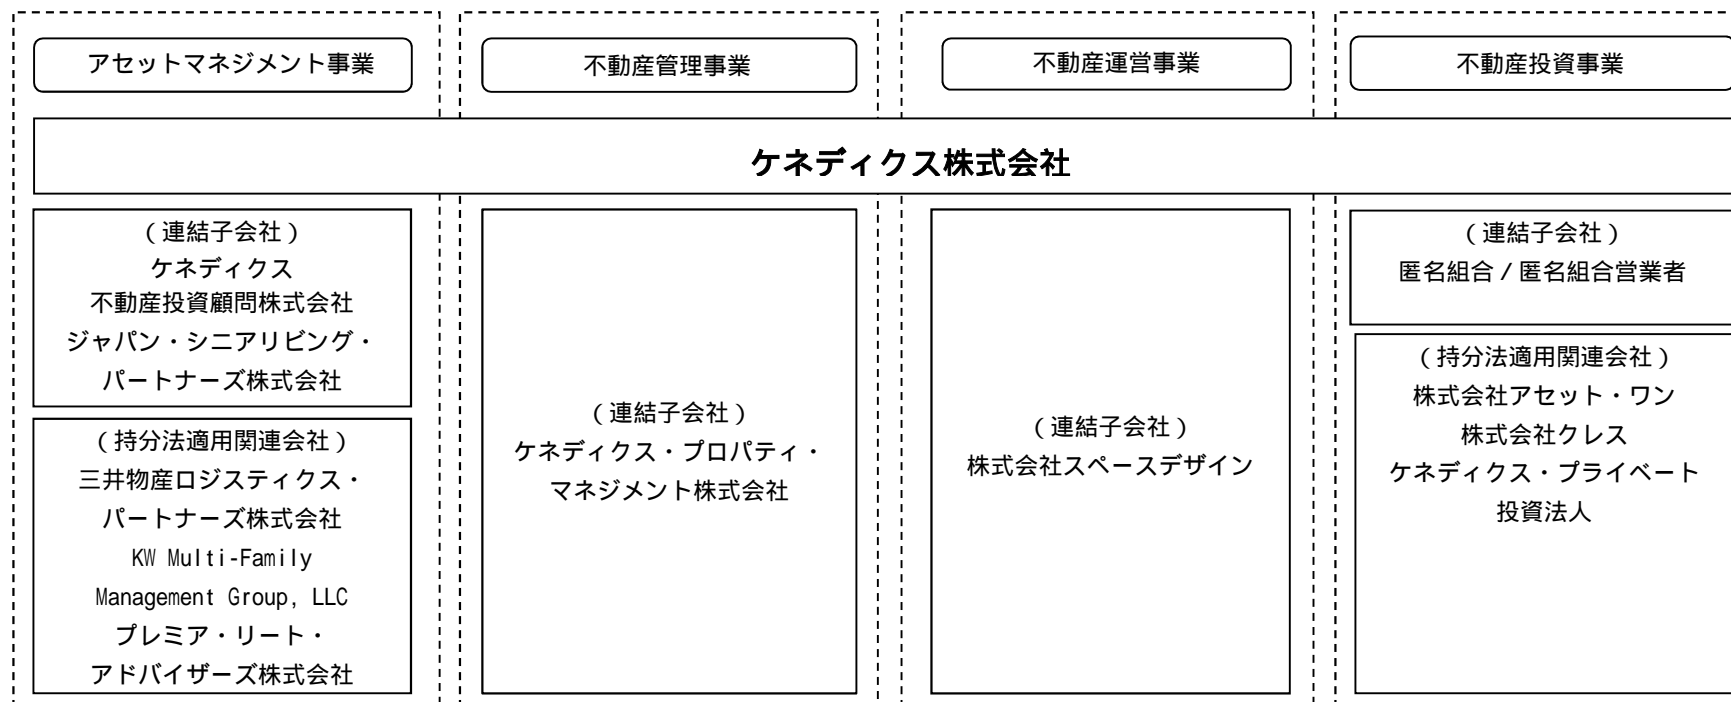 アセットマネジメント事業
不動産管理事業
不動産運営事業
不動産投資事業
ケネディクス株式会社
(連結子会社)
ケネディクス
不動産投資顧問株式会社
ジャパン・シニアリビング・
パートナーズ株式会社
(持分法適用関連会社)
三井物産ロジスティクス・
パートナーズ株式会社
KW Multi-Family
Management Group, LLC
プレミア・リート・
アドバイザーズ株式会社
(連結子会社)
ケネディクス・プロパティ・
マネジメント株式会社
(連結子会社)
株式会社スペースデザイン
(連結子会社)
匿名組合/匿名組合営業者
(持分法適用関連会社)
株式会社アセット・ワン
株式会社クレス
ケネディクス・プライベート
投資法人